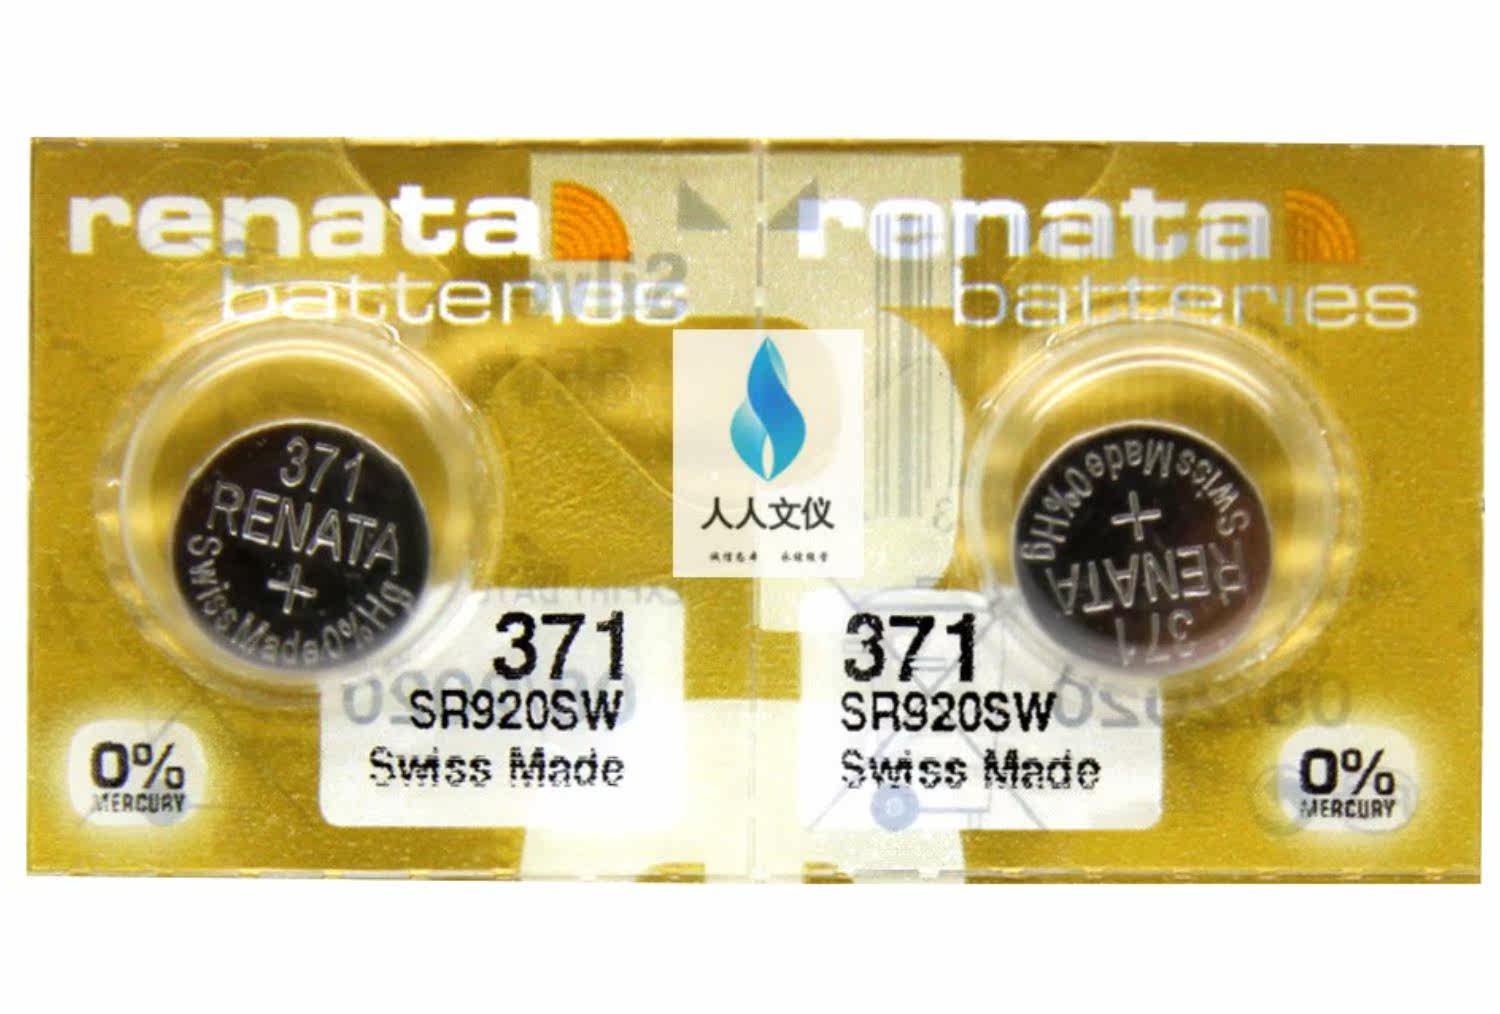 renata
batteries
renata
batteries
371
RENATA
+
Swiss Made 0%Hg
371
RENATA
+
Swiss Made 0%Hg
人人文仪
371
SR920SW
Swiss Made
371
SR920SW
Swiss Made
0%
MERCURY
0%
MERCURY